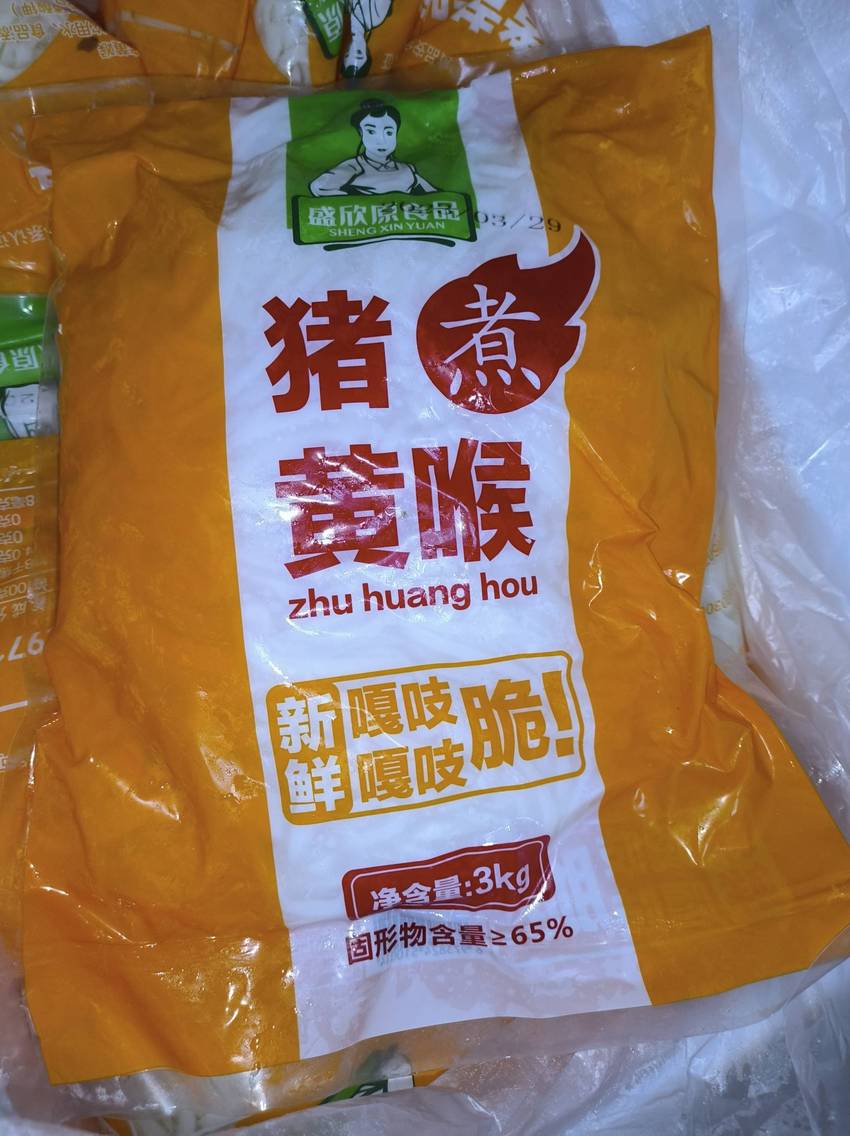 盛欣原食品
SHENG XIN YUAN
03/29
猪 煮
黄喉
zhu huang hou
新鲜
嘎吱
嘎吱
脆!
净含量:3kg
固形物含量≥65%